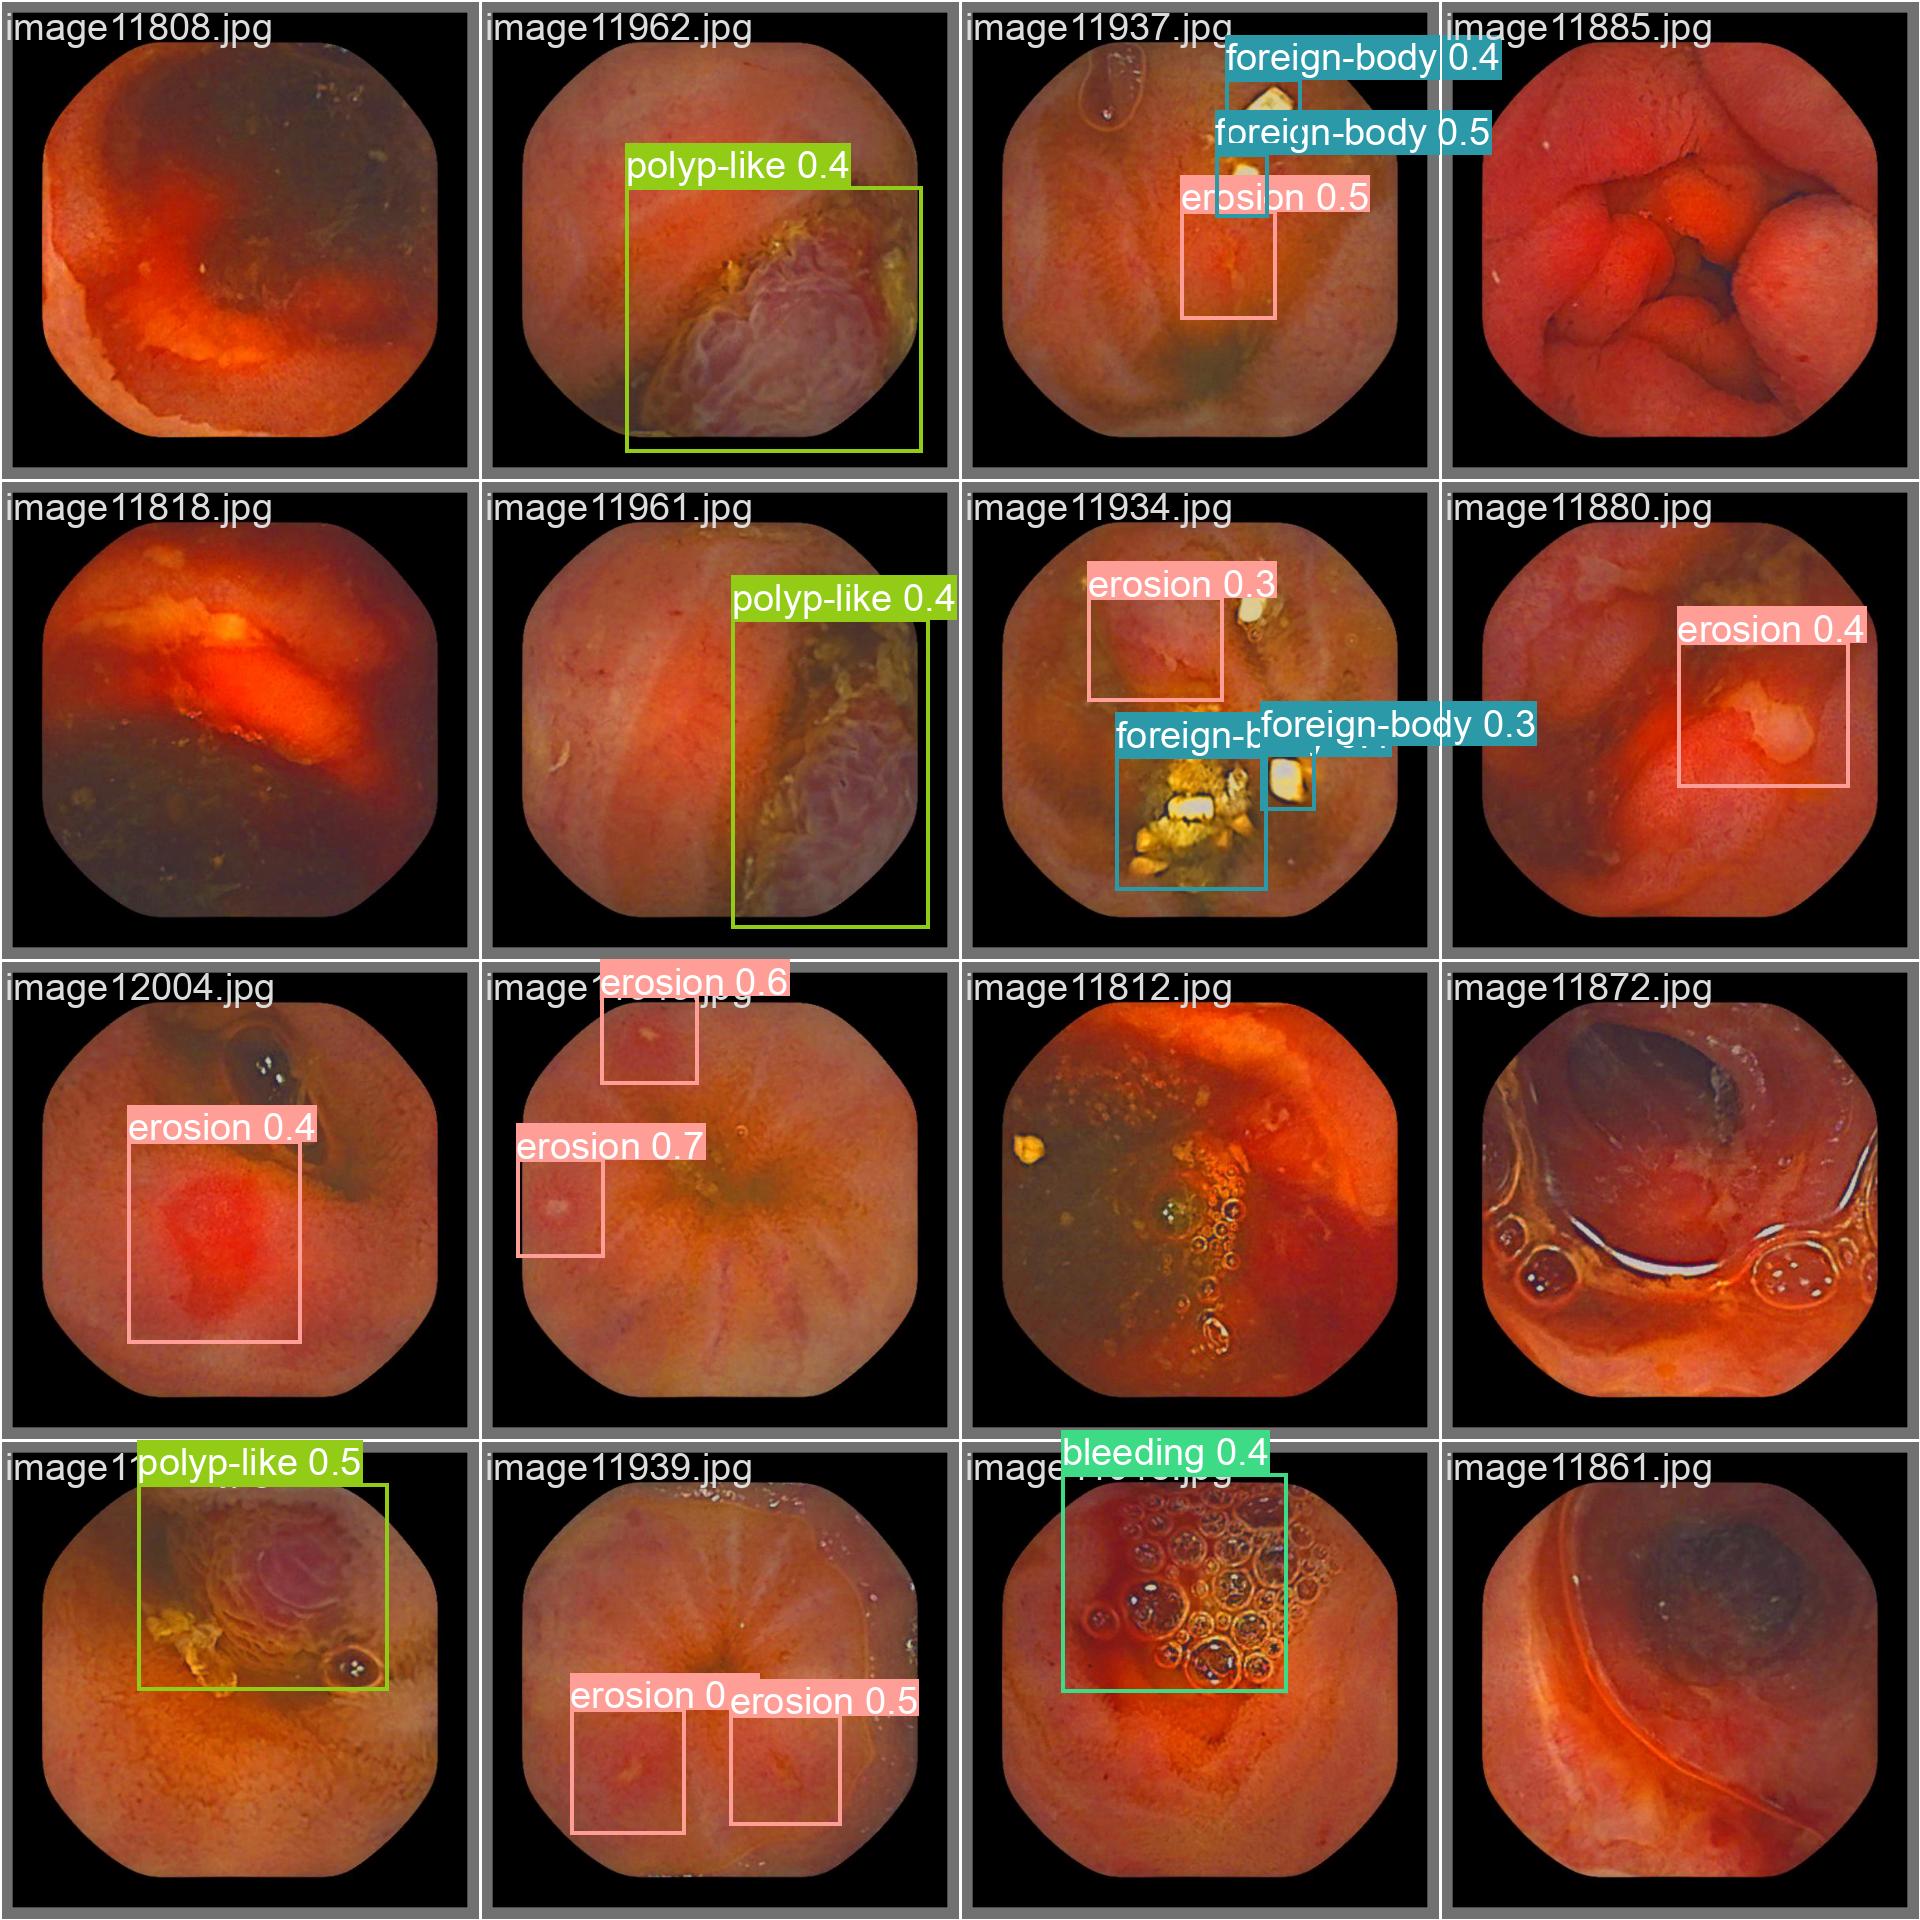 image11808.jpg
image11962.jpg
image11937.jpg
image11885.jpg
foreign-body 0.4
foreign-body 0.5
polyp-like 0.4
erosion 0.5
image11818.jpg
image11961.jpg
image11934.jpg
image11880.jpg
erosion 0.3
polyp-like 0.4
erosion 0.4
foreign-b
foreign-body 0.3
image12004.jpg
erosion 0.6
image11812.jpg
image11872.jpg
erosion 0.4
erosion 0.7
polyp-like 0.5
image11939.jpg
bleeding 0.4
image11861.jpg
erosion 0
erosion 0.5